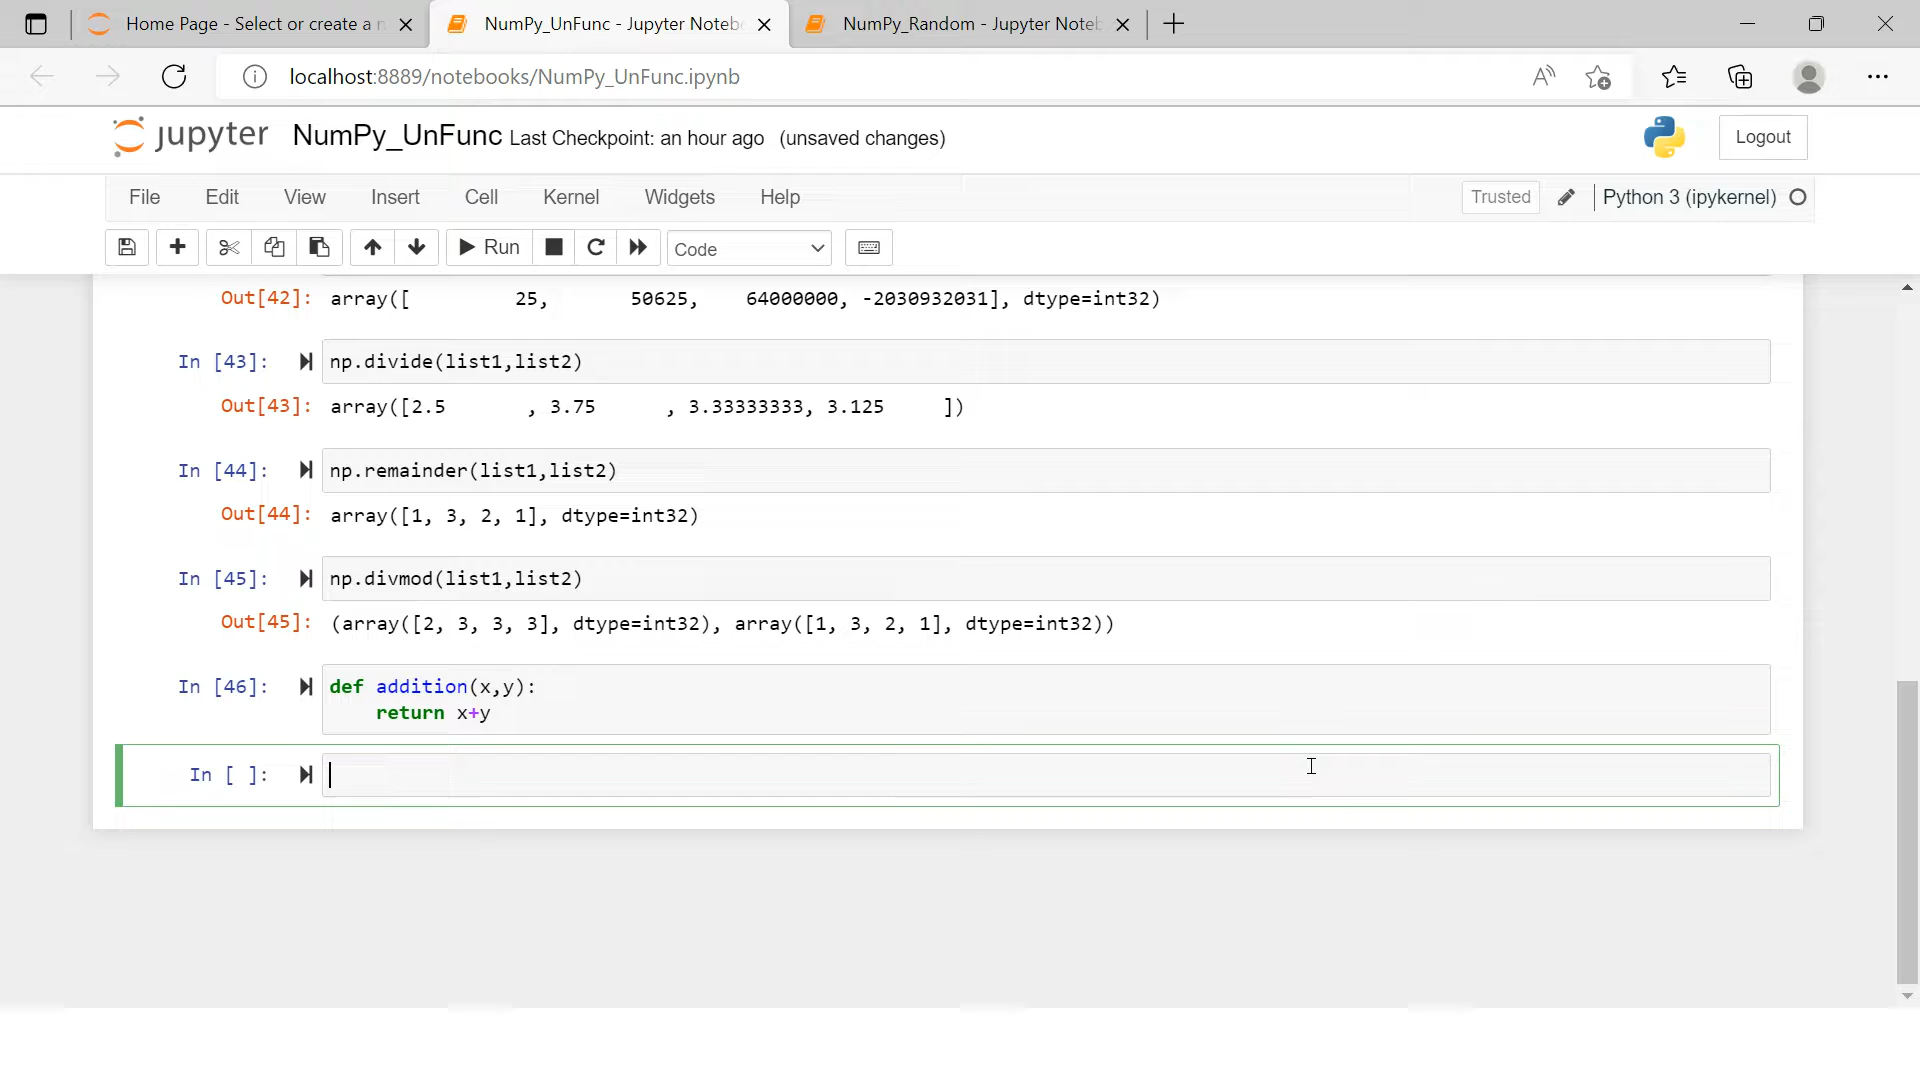 Home Page - Select or create a n
NumPy_UnFunc - Jupyter Notebo
NumPy_Random - Jupyter Noteb
localhost:8889/notebooks/NumPy_UnFunc.ipynb
jupyter NumPy_UnFunc Last Checkpoint: an hour ago (unsaved changes)
Logout
File Edit View Insert Cell Kernel Widgets Help
Trusted
Python 3 (ipykernel)
Run
Code
Out[42]: array([         25,       50625,    64000000, -2030932031], dtype=int32)
In [43]: np.divide(list1,list2)
Out[43]: array([2.5       , 3.75      , 3.33333333, 3.125     ])
In [44]: np.remainder(list1,list2)
Out[44]: array([1, 3, 2, 1], dtype=int32)
In [45]: np.divmod(list1,list2)
Out[45]: (array([2, 3, 3, 3], dtype=int32), array([1, 3, 2, 1], dtype=int32))
In [46]: def addition(x,y):
return x+y
In [ ]: